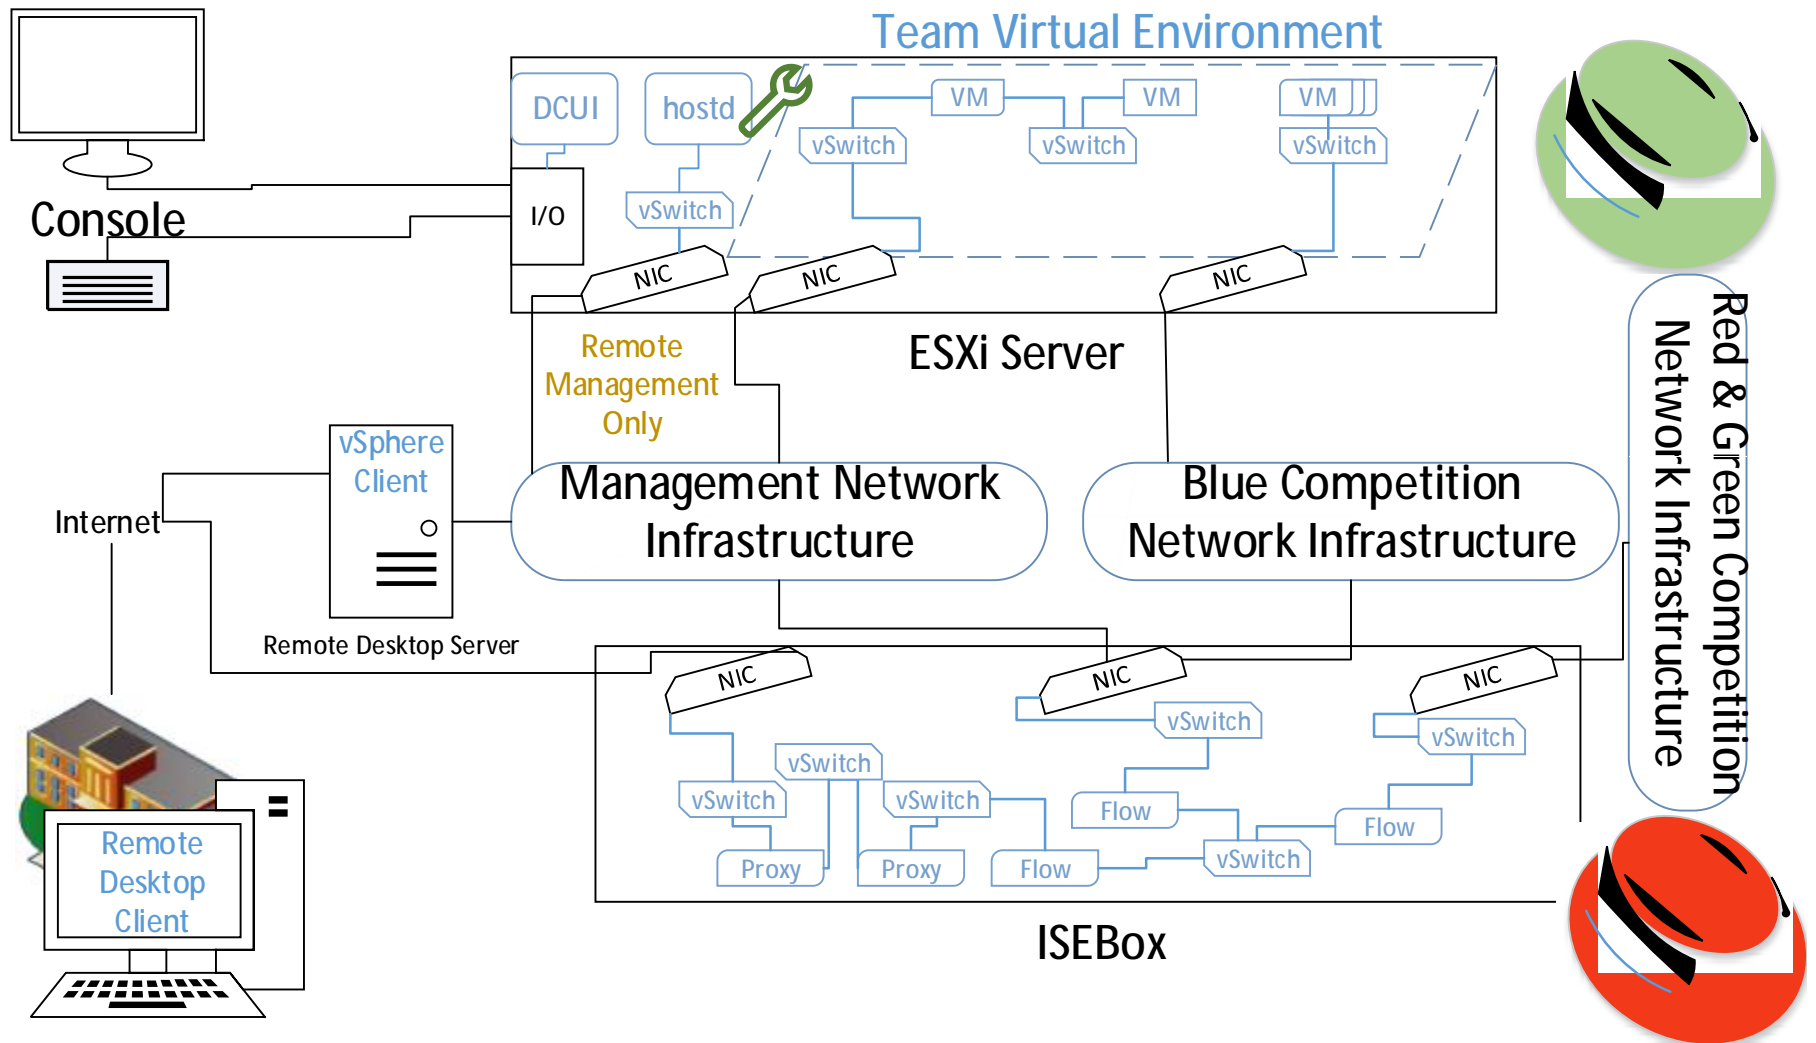 Team Virtual Environment
DCUI
hostd
VM
VM
VM
vSwitch
vSwitch
vSwitch
vSwitch
I/O
Console
NIC
NIC
NIC
Remote
Management
Only
ESXi Server
Red & Green Competition
Network Infrastructure
vSphere
Client
Management Network
Infrastructure
Blue Competition
Network Infrastructure
Internet
Remote Desktop Server
NIC
NIC
NIC
vSwitch
vSwitch
vSwitch
vSwitch
vSwitch
Flow
Flow
vSwitch
Proxy
Proxy
Flow
Remote
Desktop
Client
ISEBox